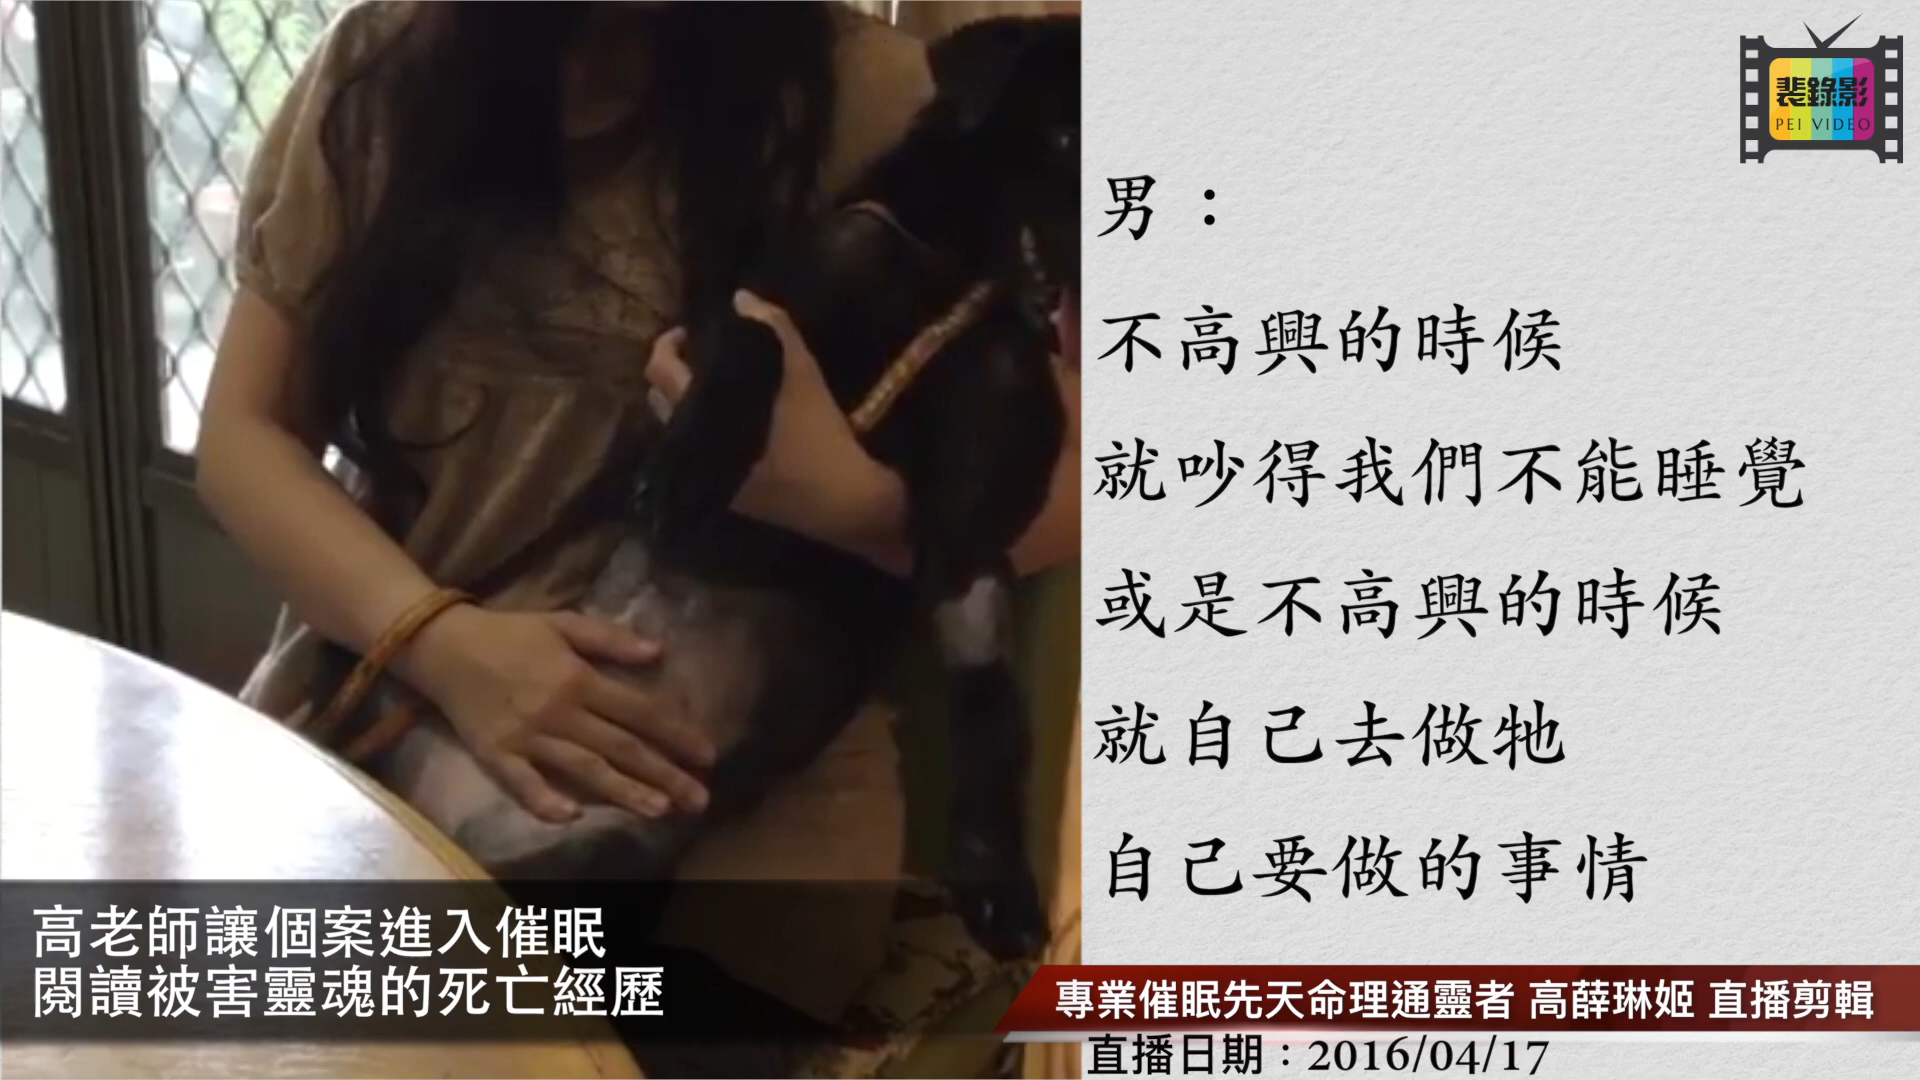 裴錄影
PEI VIDEO
男：
不高興的時候
就吵得我們不能睡覺
或是不高興的時候
就自己去做牠
自己要做的事情
高老師讓個案進入催眠
閱讀被害靈魂的死亡經歷
專業催眠先天命理通靈者 高薛琳姬 直播剪輯
直播日期：2016/04/17